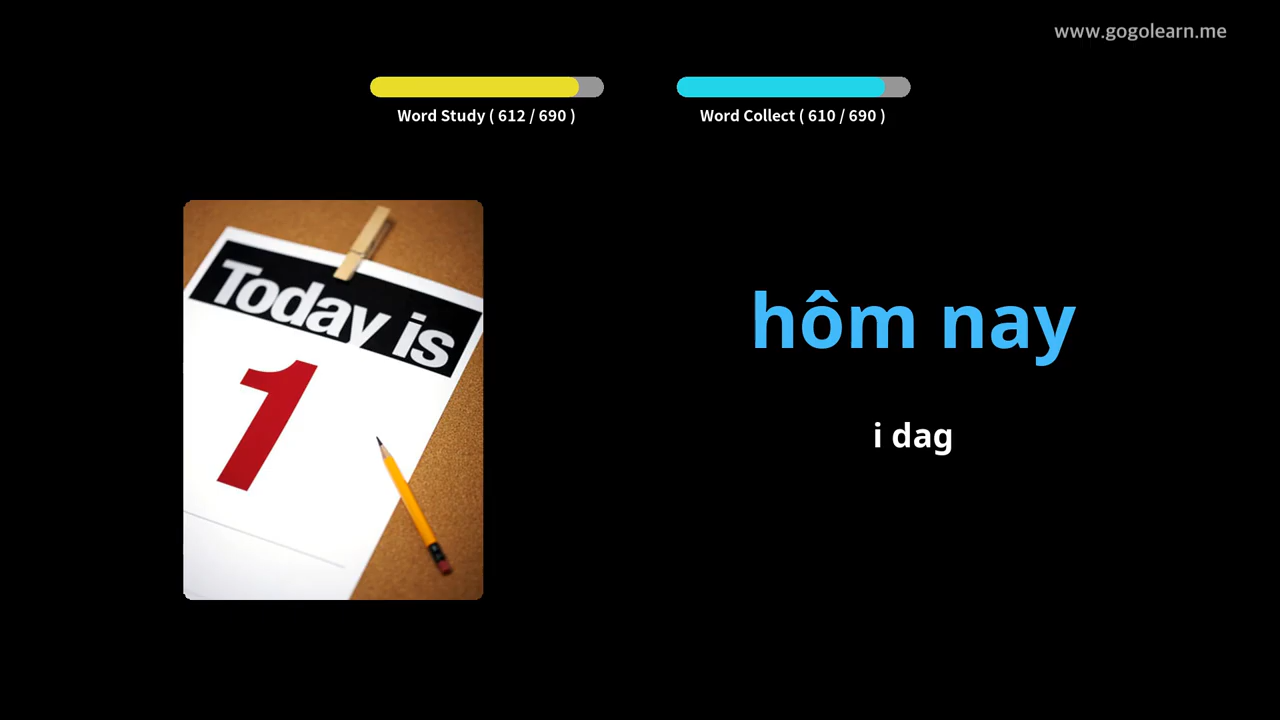 www.gogolearn.me
Word Study ( 612 / 690 )
Word Collect ( 610 / 690 )
Today is
1
hôm nay
i dag